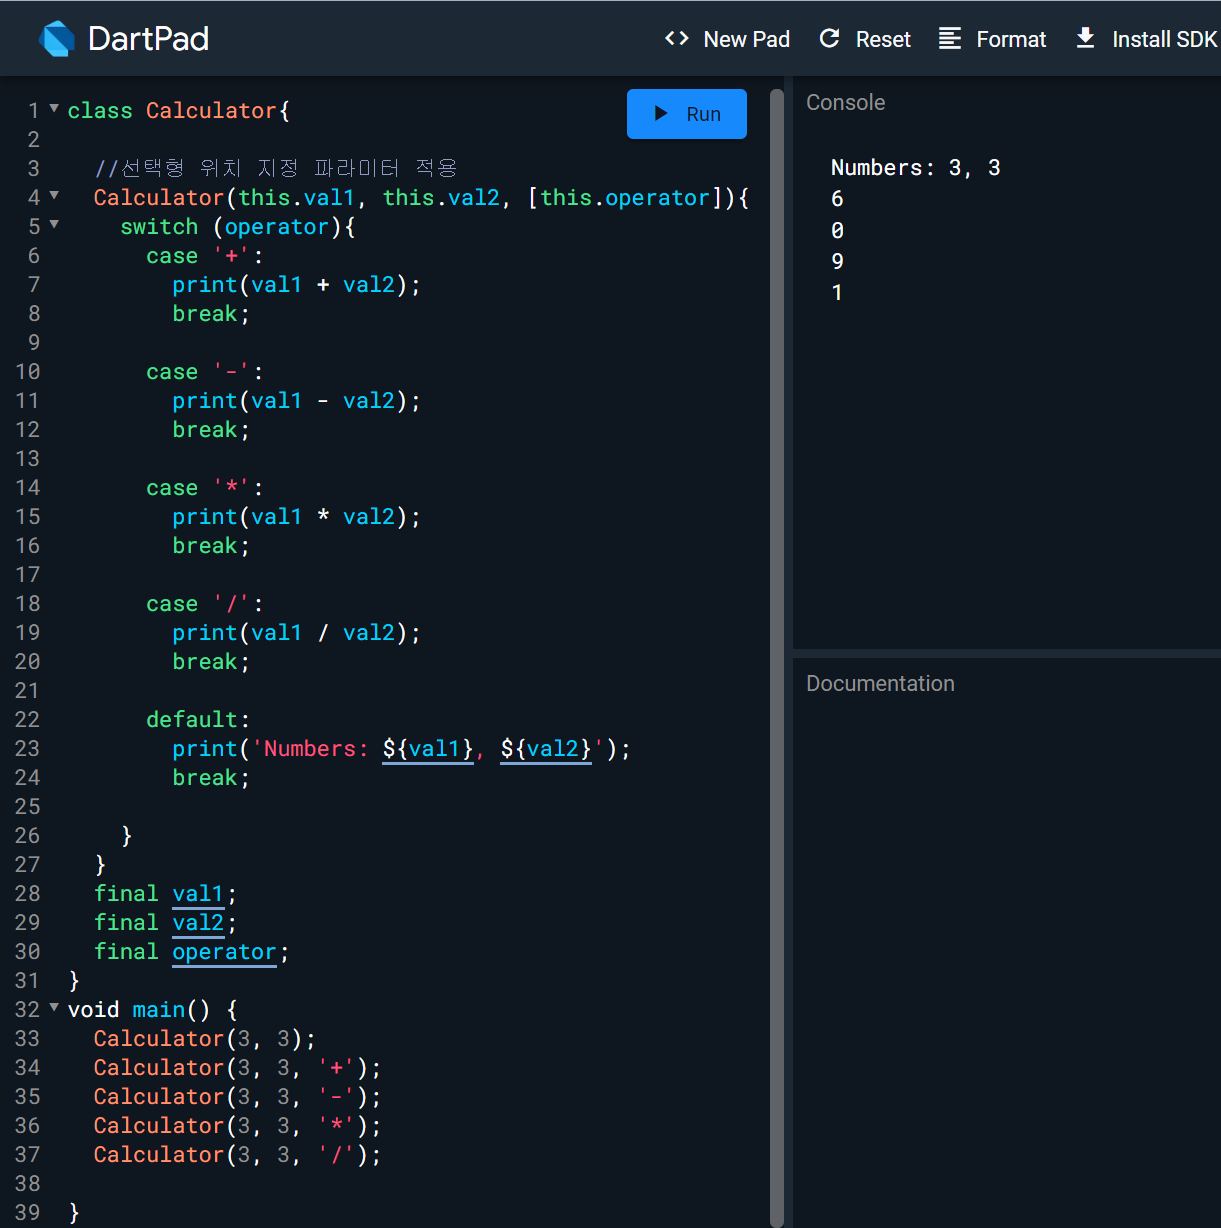 DartPad
New Pad
Reset
Format
Install SDK
Run
1 class Calculator{
2
3 //선택형 위치 지정 파라미터 적용
4 Calculator(this.val1, this.val2, [this.operator]){
5 switch (operator){
6 case '+':
7 print(val1 + val2);
8 break;
9
10 case '-':
11 print(val1 - val2);
12 break;
13
14 case '*':
15 print(val1 * val2);
16 break;
17
18 case '/':
19 print(val1 / val2);
20 break;
21
22 default:
23 print('Numbers: ${val1}, ${val2}');
24 break;
25
26 }
27 }
28 final val1;
29 final val2;
30 final operator;
31 }
32 void main() {
33 Calculator(3, 3);
34 Calculator(3, 3, '+');
35 Calculator(3, 3, '-');
36 Calculator(3, 3, '*');
37 Calculator(3, 3, '/');
38
39 }
Console
Numbers: 3, 3
6
0
9
1
Documentation